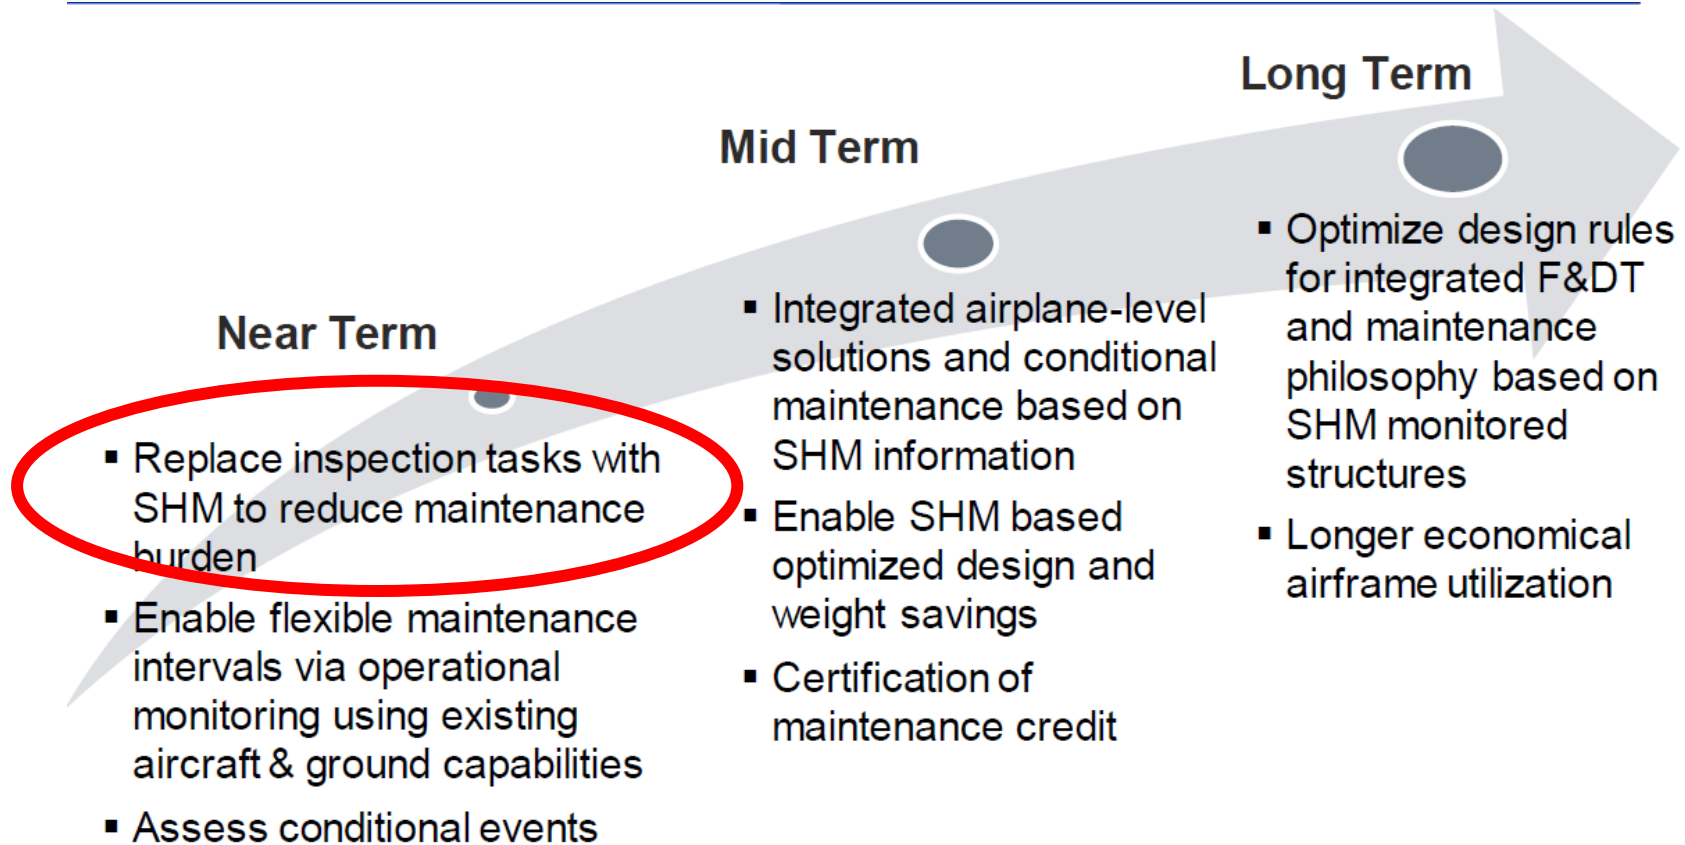 Near Term
▪ Replace inspection tasks with
SHM to reduce maintenance
burden
▪ Enable flexible maintenance
intervals via operational
monitoring using existing
aircraft & ground capabilities
▪ Assess conditional events
Mid Term
▪ Integrated airplane-level
solutions and conditional
maintenance based on
SHM information
▪ Enable SHM based
optimized design and
weight savings
▪ Certification of
maintenance credit
Long Term
▪ Optimize design rules
for integrated F&DT
and maintenance
philosophy based on
SHM monitored
structures
▪ Longer economical
airframe utilization